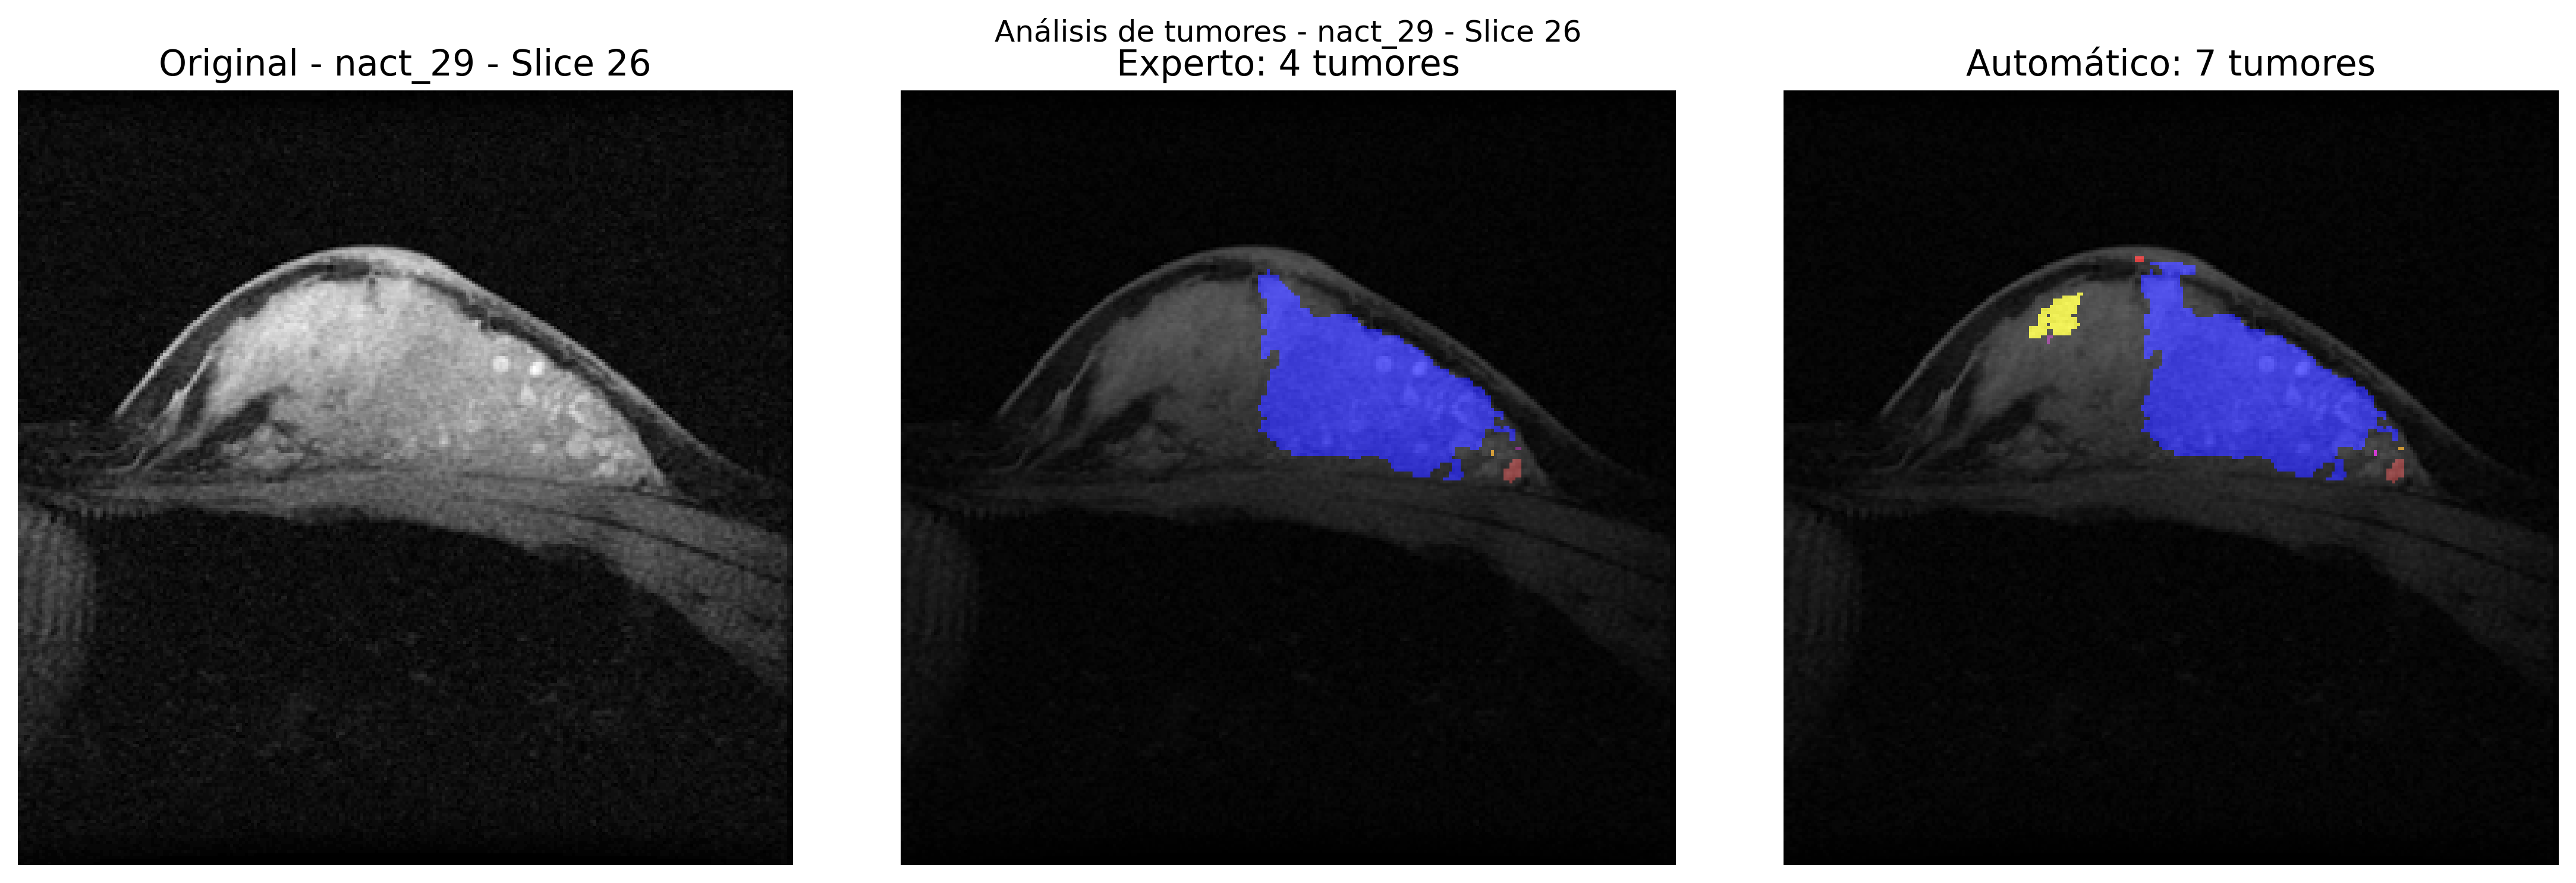 Análisis de tumores - nact_29 - Slice 26
Original - nact_29 - Slice 26
Experto: 4 tumores
Automático: 7 tumores